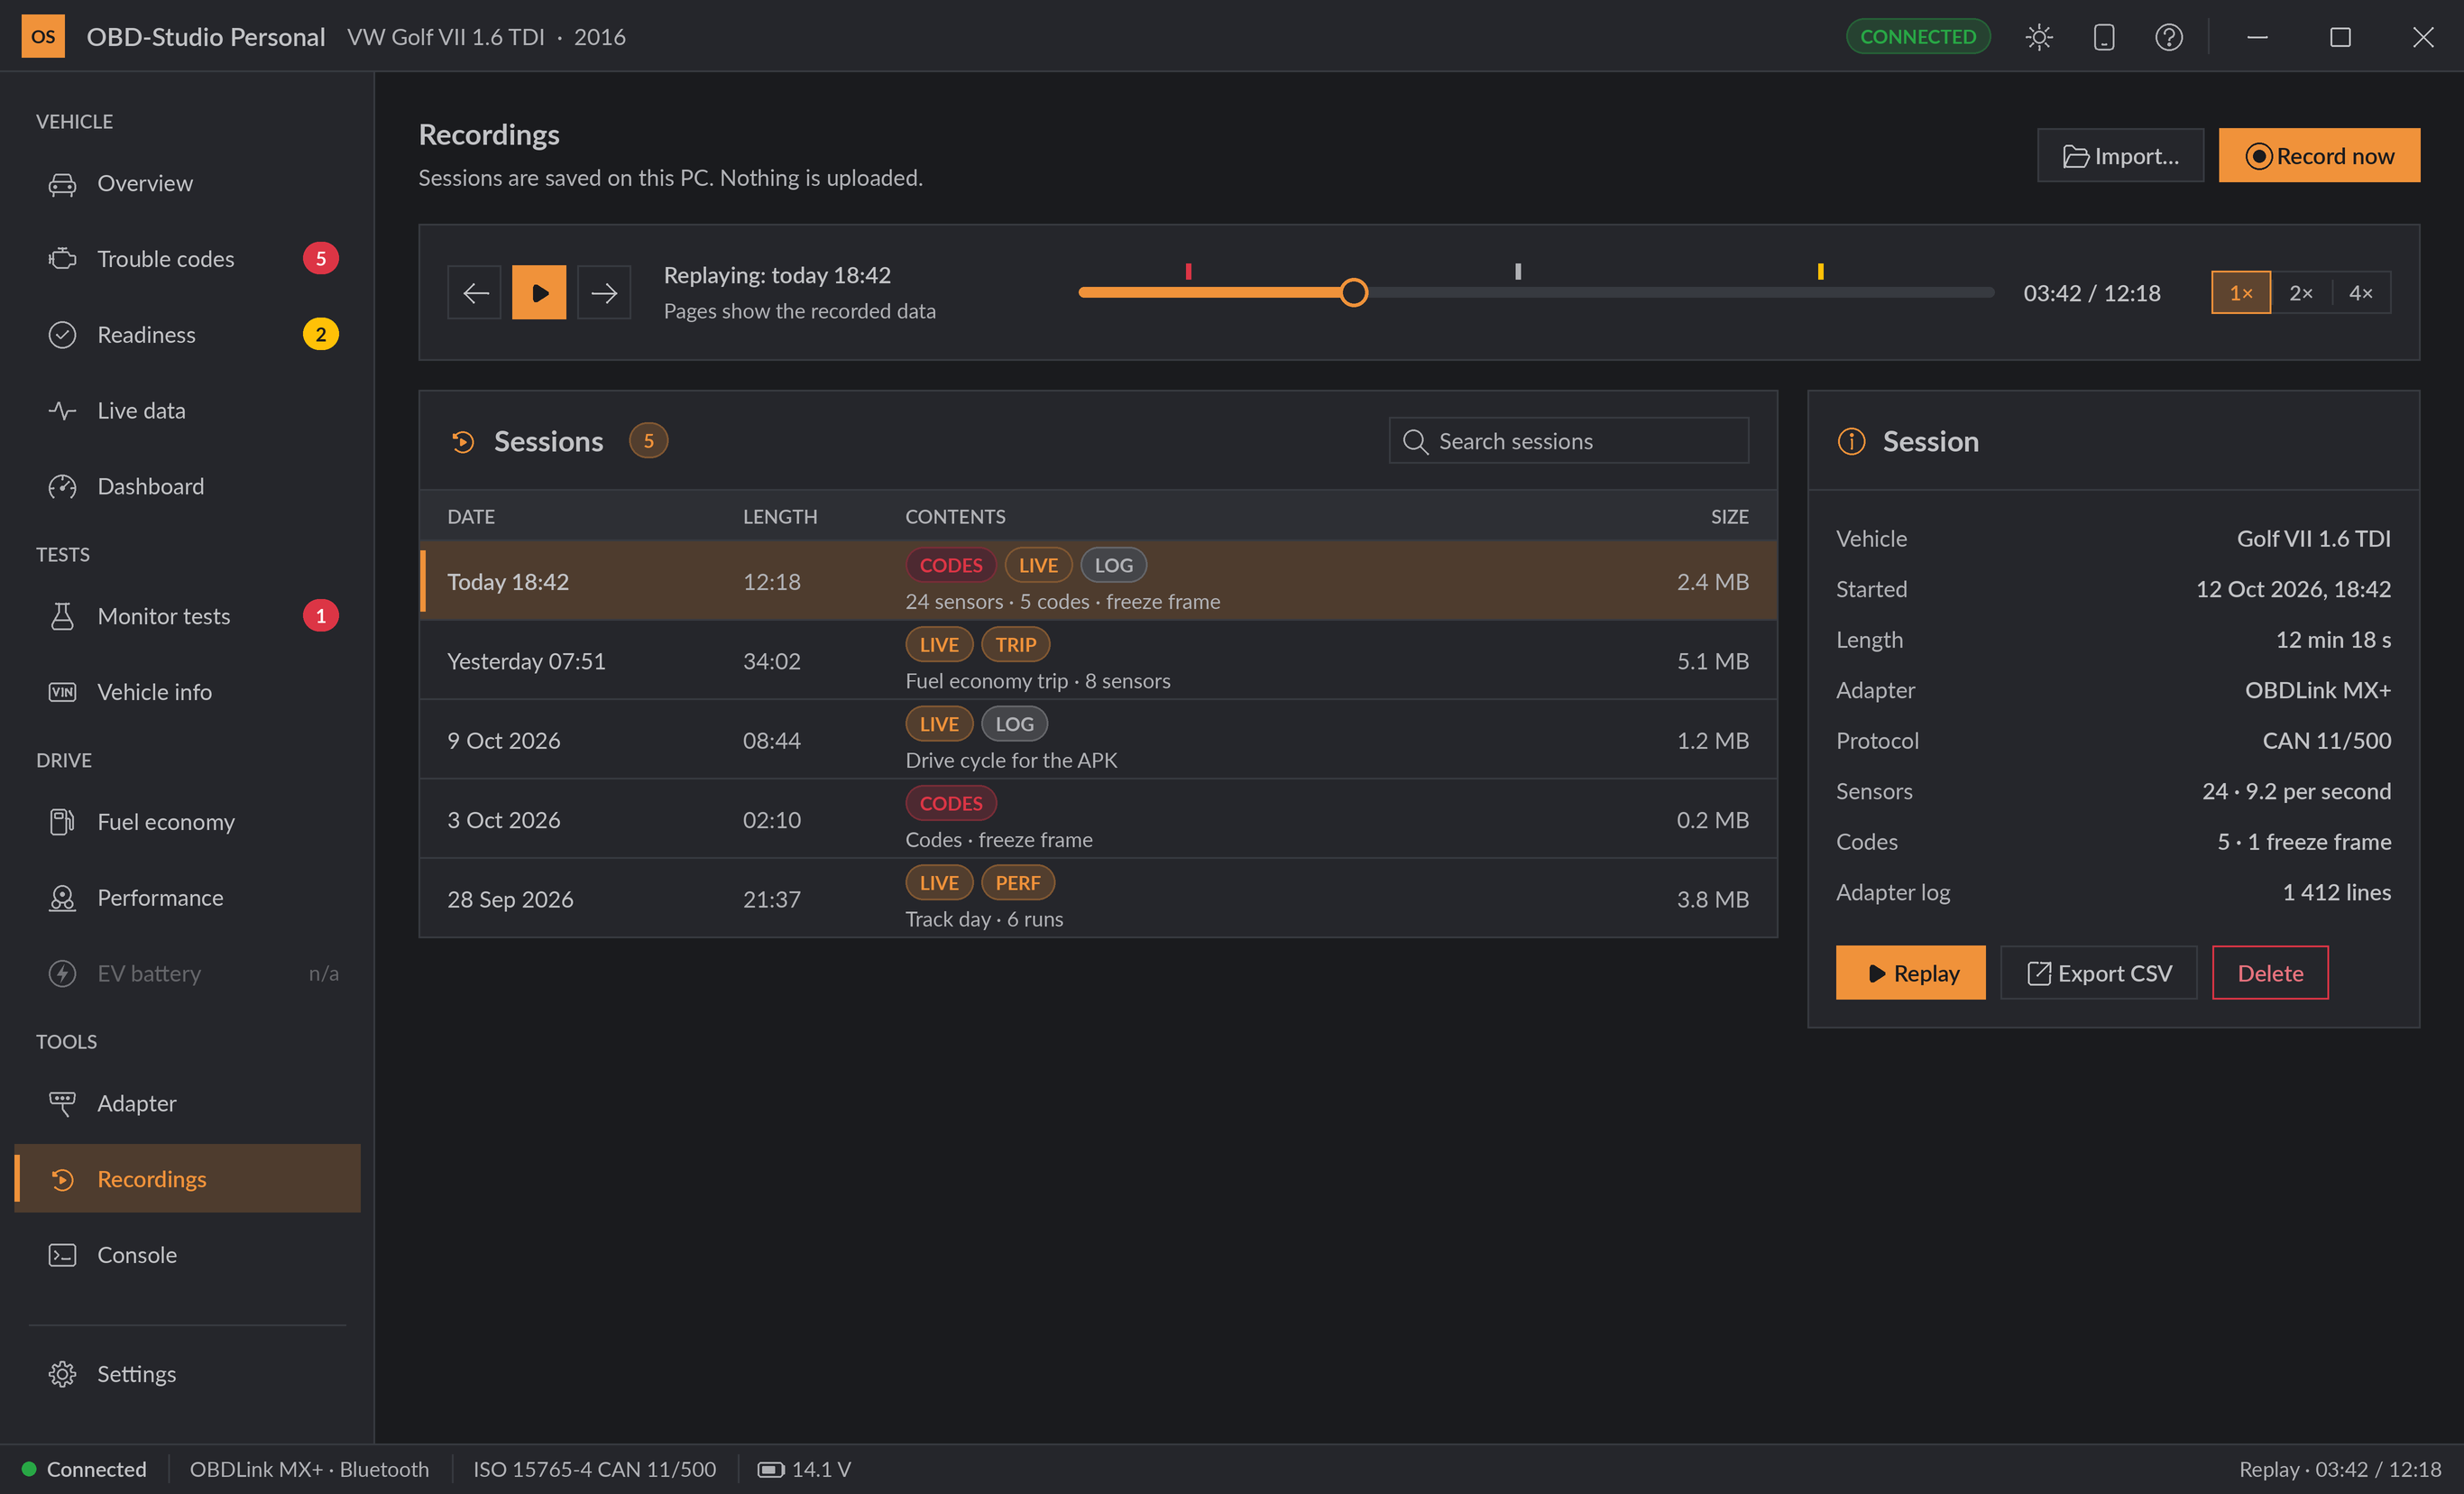 OS OBD-Studio Personal VW Golf VII 1.6 TDI · 2016 CONNECTED
VEHICLE
Overview
Trouble codes 5
Readiness 2
Live data
Dashboard
TESTS
Monitor tests 1
VIN Vehicle info
DRIVE
Fuel economy
Performance
EV battery n/a
TOOLS
Adapter
Recordings
Console
Settings
Recordings
Sessions are saved on this PC. Nothing is uploaded.
Import... Record now
Replaying: today 18:42
Pages show the recorded data
03:42 / 12:18 1× 2× 4×
Sessions 5 Search sessions
DATE LENGTH CONTENTS SIZE
Today 18:42 12:18 CODES LIVE LOG 2.4 MB
24 sensors · 5 codes · freeze frame
Yesterday 07:51 34:02 LIVE TRIP 5.1 MB
Fuel economy trip · 8 sensors
9 Oct 2026 08:44 LIVE LOG 1.2 MB
Drive cycle for the APK
3 Oct 2026 02:10 CODES 0.2 MB
Codes · freeze frame
28 Sep 2026 21:37 LIVE PERF 3.8 MB
Track day · 6 runs
Session
Vehicle Golf VII 1.6 TDI
Started 12 Oct 2026, 18:42
Length 12 min 18 s
Adapter OBDLink MX+
Protocol CAN 11/500
Sensors 24 · 9.2 per second
Codes 5 · 1 freeze frame
Adapter log 1 412 lines
Replay Export CSV Delete
Connected OBDLink MX+ · Bluetooth ISO 15765-4 CAN 11/500 14.1 V Replay · 03:42 / 12:18